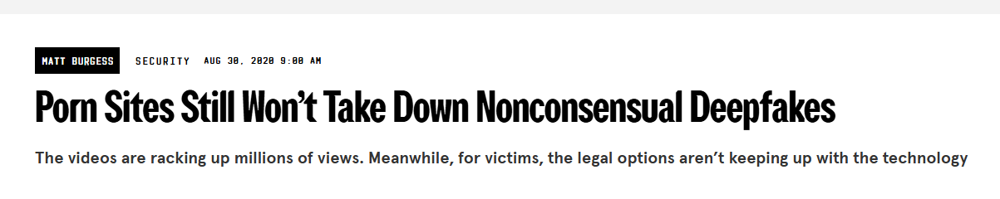 MATT BURGESS SECURITY AUG 30, 2020 9:00 AM
Porn Sites Still Won’t Take Down Nonconsensual Deepfakes
The videos are racking up millions of views. Meanwhile, for victims, the legal options aren’t keeping up with the technology